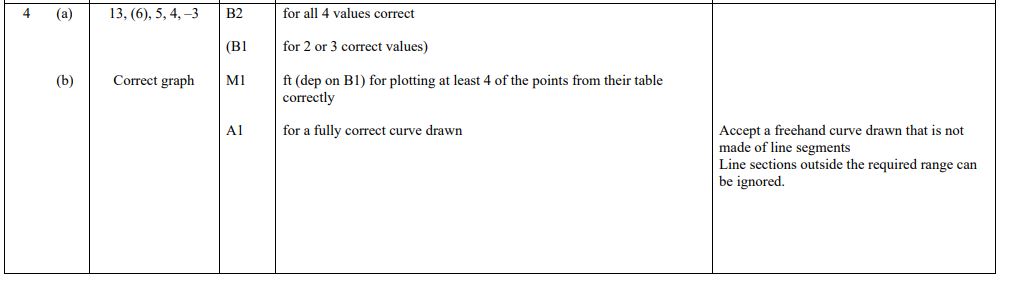 4 (a) 13, (6), 5, 4, –3 B2 for all 4 values correct
(B1 for 2 or 3 correct values)
(b) Correct graph M1 ft (dep on B1) for plotting at least 4 of the points from their table
correctly
A1 for a fully correct curve drawn Accept a freehand curve drawn that is not
made of line segments
Line sections outside the required range can
be ignored.